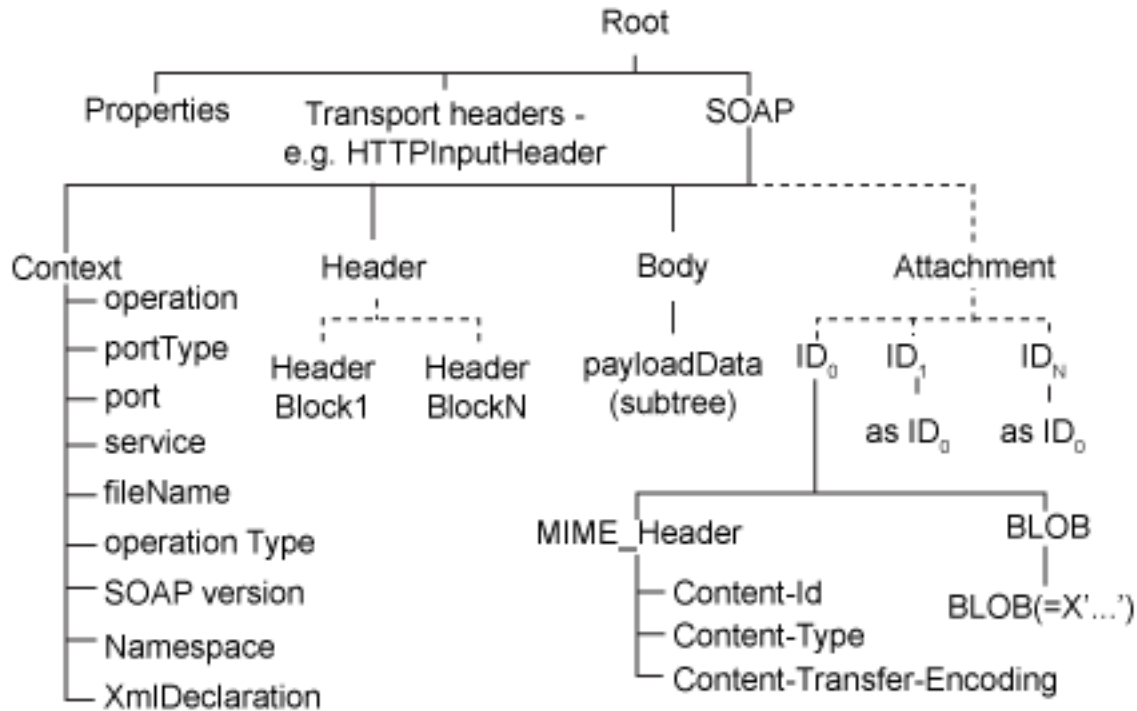 Root
Properties
Transport headers -
e.g. HTTPInputHeader
SOAP
Context
operation
portType
port
service
fileName
operation Type
SOAP version
Namespace
XmlDeclaration
Header
Header
Block1
Header
BlockN
Body
payloadData
(subtree)
Attachment
ID₀
ID₁
as ID₀
IDN
as ID₀
MIME_Header
Content-Id
Content-Type
Content-Transfer-Encoding
BLOB
BLOB(=X'...')